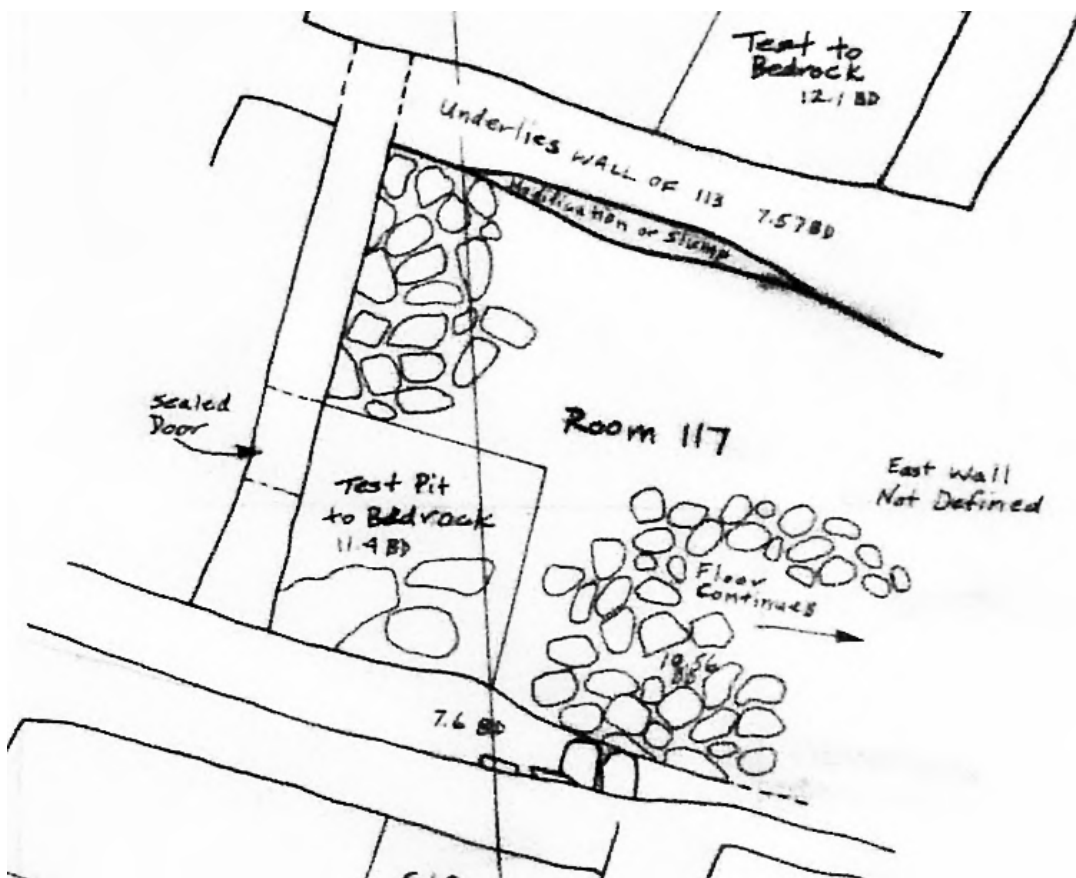 Test to
Bedrock
12.1 BD
Underlies WALL OF 113 7.57 BD
Modification or Slump
Room 117
Sealed
Door
East Wall
Not Defined
Test Pit
to Bedrock
11.4 BD
Floor
Continues
10.56
BD
7.6 BD